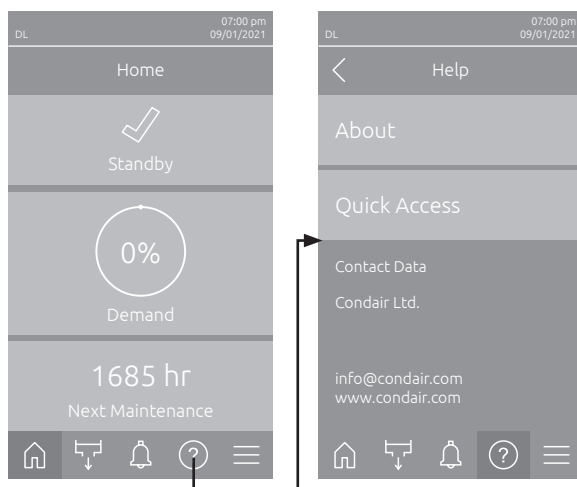 DL
07:00 pm
09/01/2021
Home
Standby
0%
Demand
1685 hr
Next Maintenance
?
DL
07:00 pm
09/01/2021
Help
About
Quick Access
Contact Data
Condair Ltd.
info@condair.com
www.condair.com
?